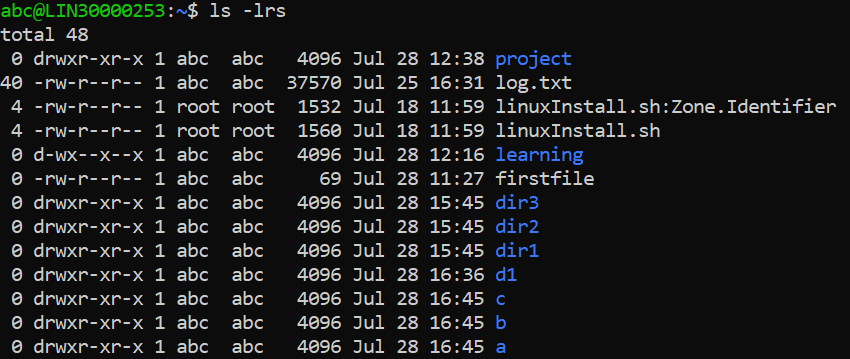 abc@LIN30000253:~$ ls -lrs
total 48
 0 drwxr-xr-x 1 abc  abc   4096 Jul 28 12:38 project
40 -rw-r--r-- 1 abc  abc  37570 Jul 25 16:31 log.txt
 4 -rw-r--r-- 1 root root  1532 Jul 18 11:59 linuxInstall.sh:Zone.Identifier
 4 -rw-r--r-- 1 root root  1560 Jul 18 11:59 linuxInstall.sh
 0 d-wx--x--x 1 abc  abc   4096 Jul 28 12:16 learning
 0 -rw-r--r-- 1 abc  abc     69 Jul 28 11:27 firstfile
 0 drwxr-xr-x 1 abc  abc   4096 Jul 28 15:45 dir3
 0 drwxr-xr-x 1 abc  abc   4096 Jul 28 15:45 dir2
 0 drwxr-xr-x 1 abc  abc   4096 Jul 28 15:45 dir1
 0 drwxr-xr-x 1 abc  abc   4096 Jul 28 16:36 d1
 0 drwxr-xr-x 1 abc  abc   4096 Jul 28 16:45 c
 0 drwxr-xr-x 1 abc  abc   4096 Jul 28 16:45 b
 0 drwxr-xr-x 1 abc  abc   4096 Jul 28 16:45 a